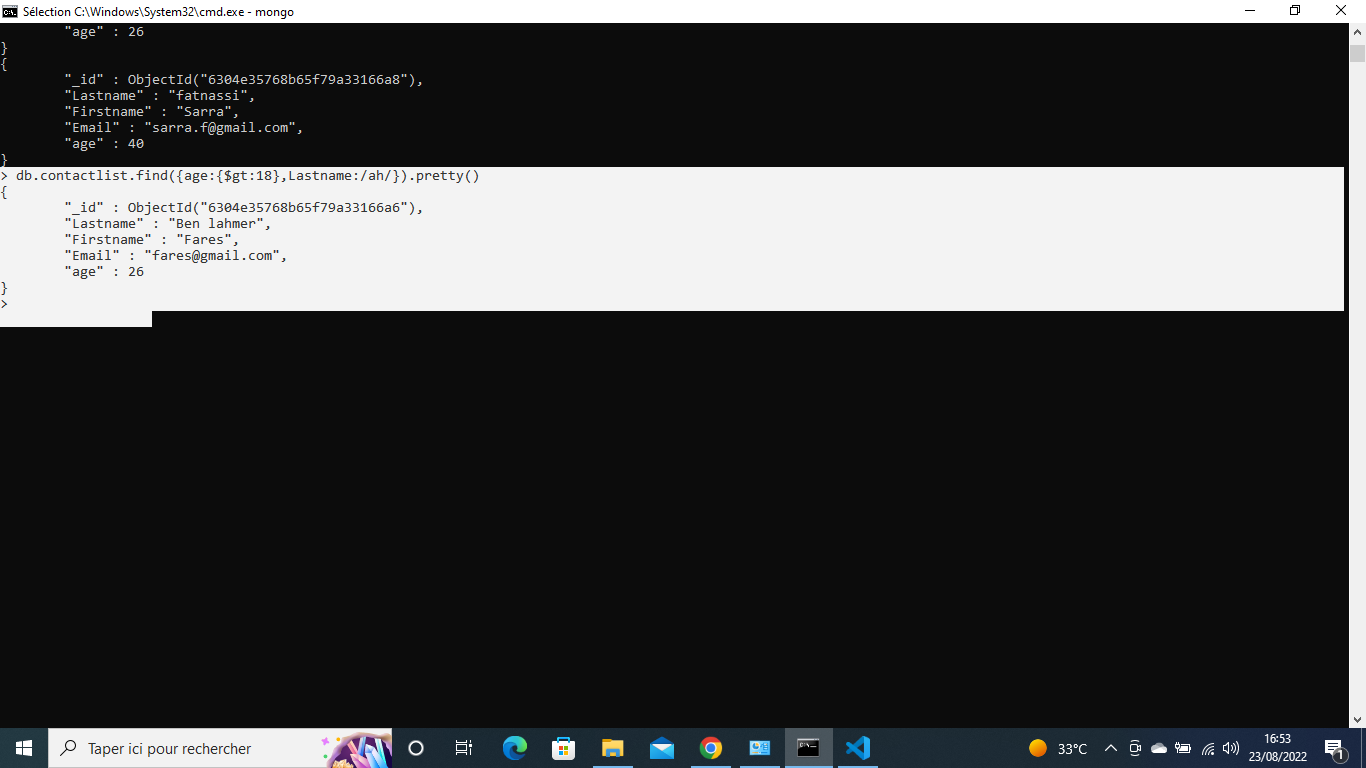 Sélection C:\Windows\System32\cmd.exe - mongo
        "age" : 26
}
{
        "_id" : ObjectId("6304e35768b65f79a33166a8"),
        "Lastname" : "fatnassi",
        "Firstname" : "Sarra",
        "Email" : "sarra.f@gmail.com",
        "age" : 40
}
> db.contactlist.find({age:{$gt:18},Lastname:/ah/}).pretty()
{
        "_id" : ObjectId("6304e35768b65f79a33166a6"),
        "Lastname" : "Ben lahmer",
        "Firstname" : "Fares",
        "Email" : "fares@gmail.com",
        "age" : 26
}
>
Taper ici pour rechercher
33°C
16:53
23/08/2022
1